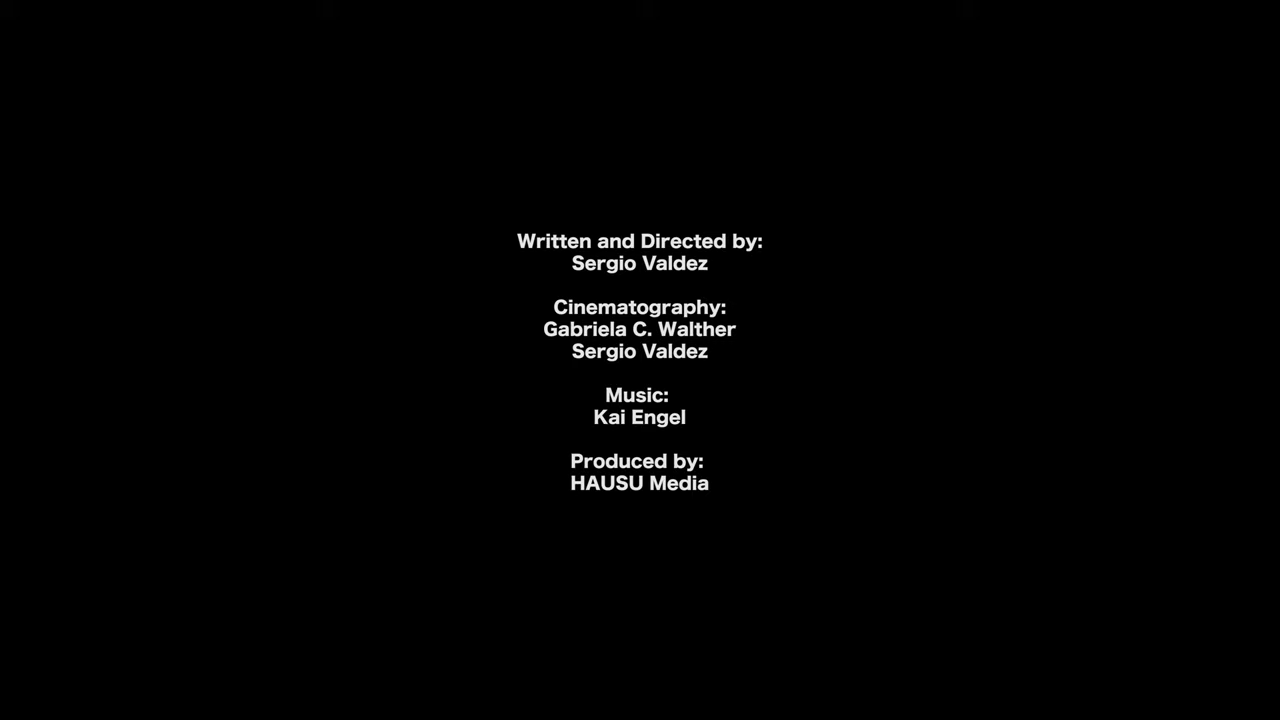 Written and Directed by:
Sergio Valdez
Cinematography:
Gabriela C. Walther
Sergio Valdez
Music:
Kai Engel
Produced by:
HAUSU Media